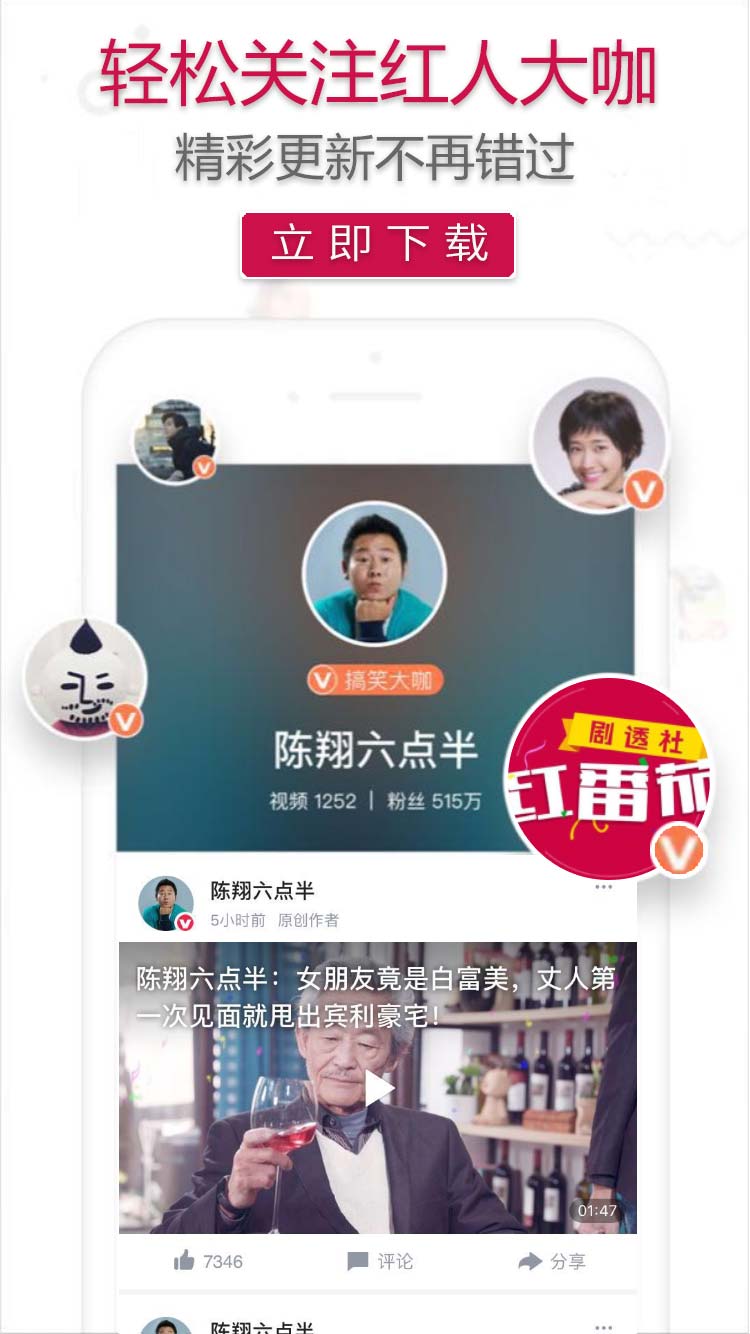 轻松关注红人大咖
精彩更新不再错过
立即下载
搞笑大咖
陈翔六点半
视频 1252 | 粉丝 515万
剧透社
红番茄
陈翔六点半
5小时前 原创作者
陈翔六点半：女朋友竟是白富美，丈人第
一次见面就甩出宾利豪宅！
01:47
7346
评论
分享
陈翔六点半